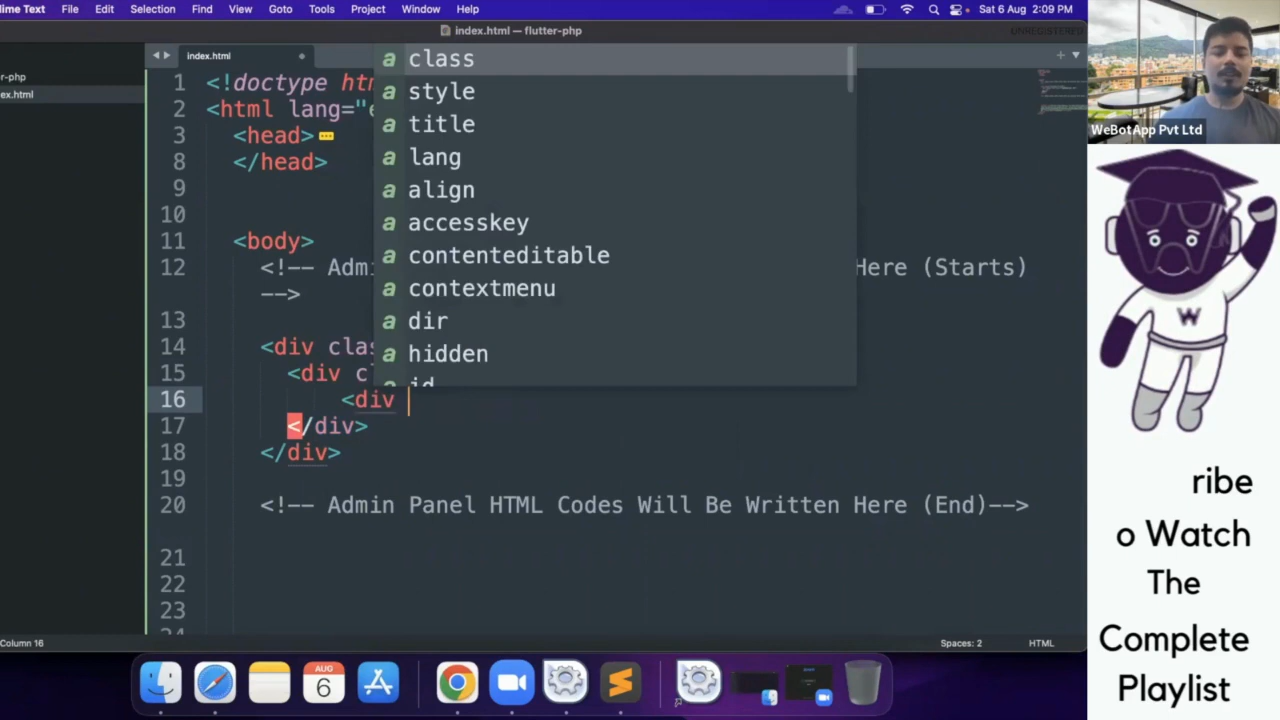 lime Text File Edit Selection Find View Goto Tools Project Window Help Sat 6 Aug 2:09 PM
index.html — flutter-php UNREGISTERED
index.html
r-php
ex.html
1 <!doctype htm
2 <html lang="e
3 <head>
8 </head>
9
10
11 <body>
12 <!-- Admi Here (Starts)
-->
13
14 <div clas
15 <div c
16 <div
17 </div>
18 </div>
19
20 <!-- Admin Panel HTML Codes Will Be Written Here (End)-->
21
22
23
24
a class
a style
a title
a lang
a align
a accesskey
a contenteditable
a contextmenu
a dir
a hidden
a id
Column 16 Spaces: 2 HTML
AUG
6
WeBotApp Pvt Ltd
W
ribe
o Watch
The
Complete
Playlist